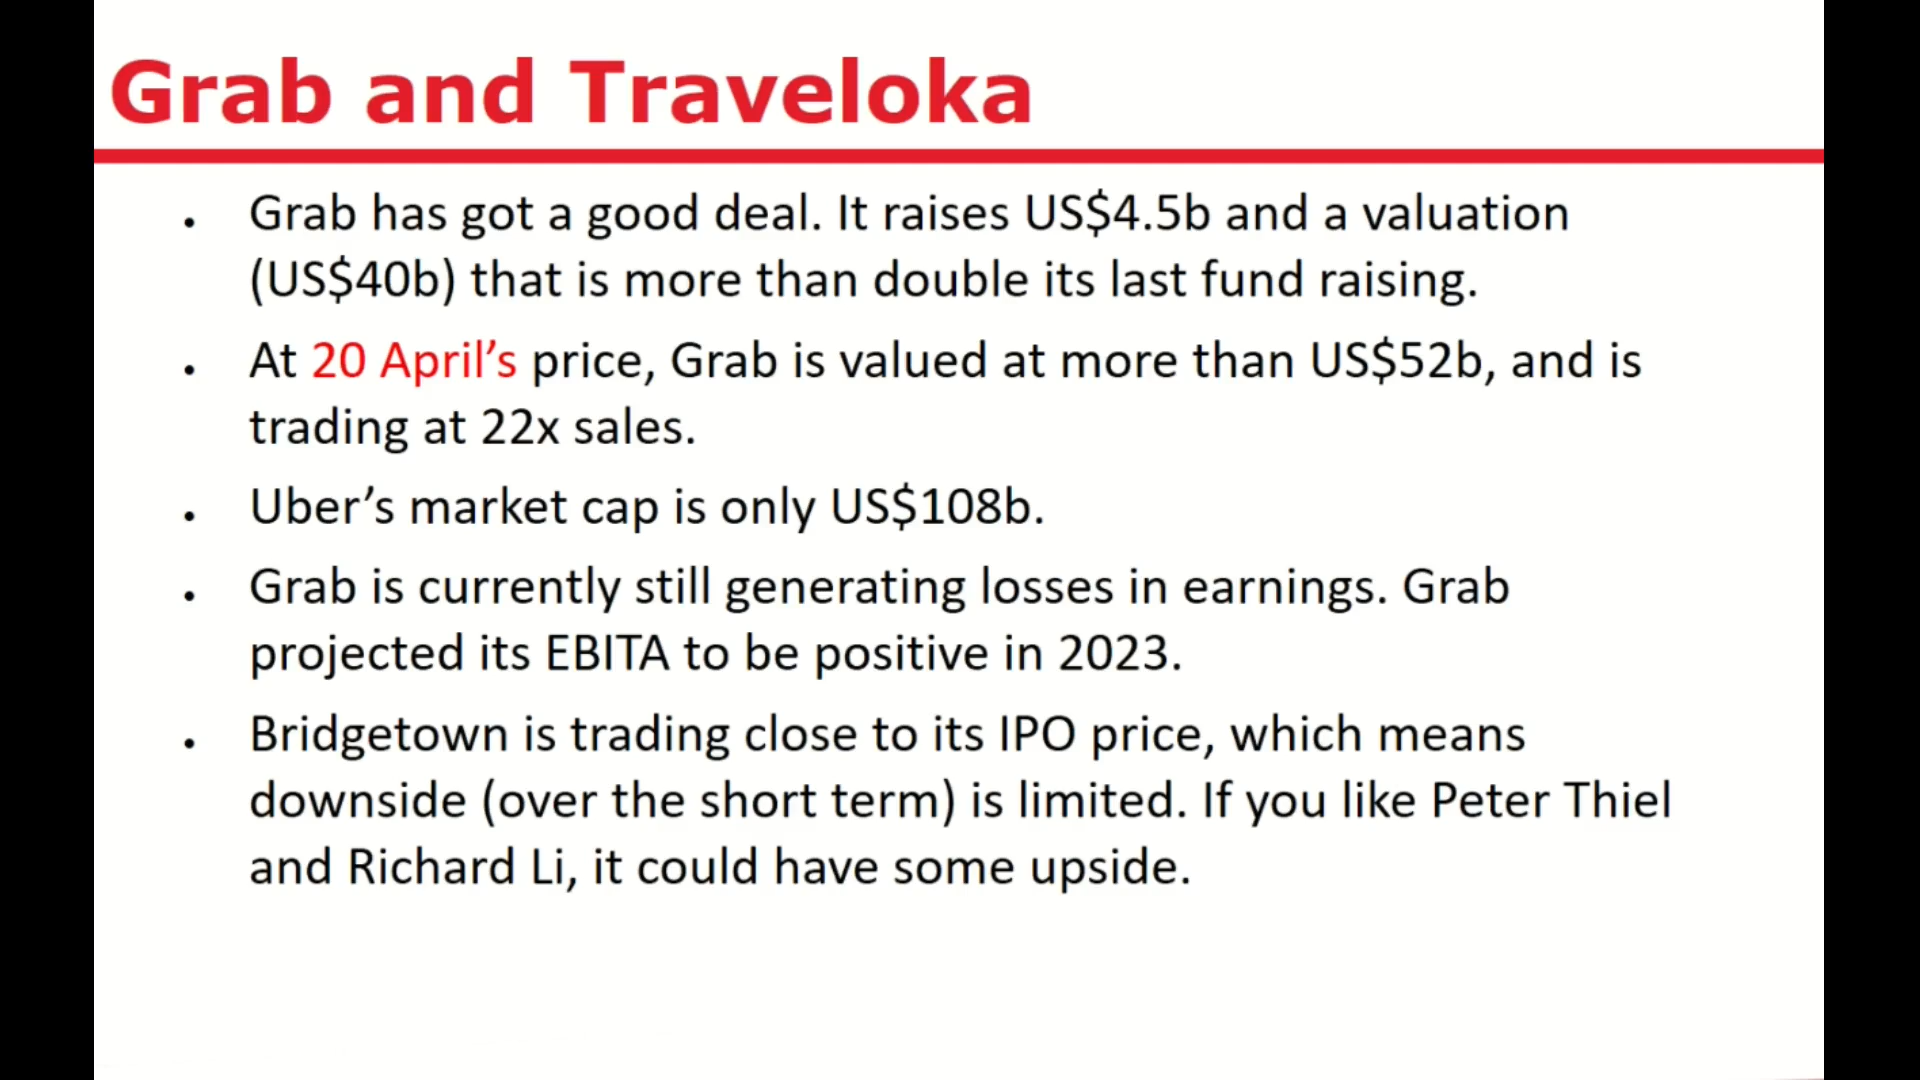 Grab and Traveloka
• Grab has got a good deal. It raises US$4.5b and a valuation
(US$40b) that is more than double its last fund raising.
• At 20 April’s price, Grab is valued at more than US$52b, and is
trading at 22x sales.
• Uber’s market cap is only US$108b.
• Grab is currently still generating losses in earnings. Grab
projected its EBITA to be positive in 2023.
• Bridgetown is trading close to its IPO price, which means
downside (over the short term) is limited. If you like Peter Thiel
and Richard Li, it could have some upside.